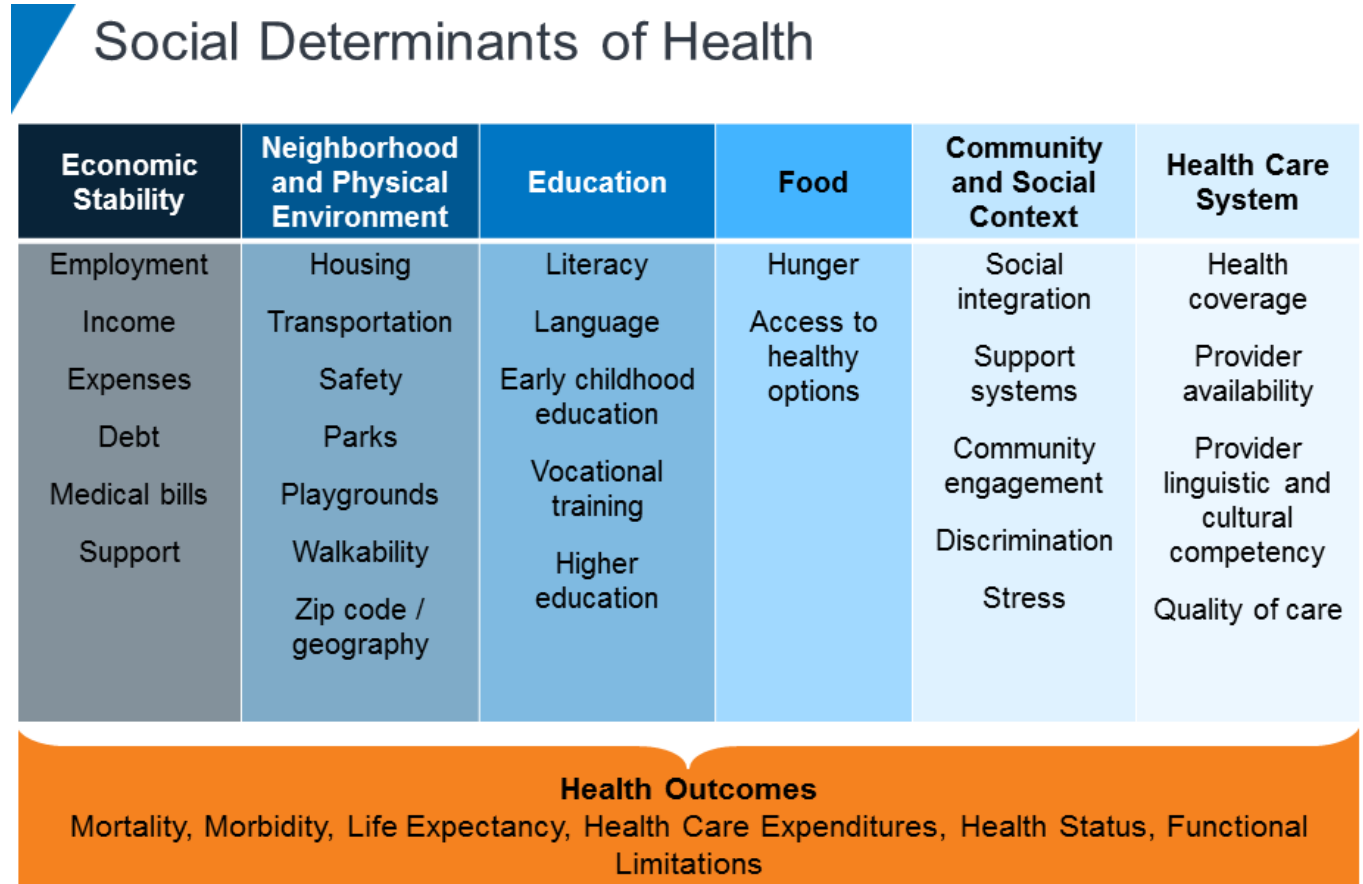 Social Determinants of Health
Economic
Stability
Neighborhood
and Physical
Environment
Education
Food
Community
and Social
Context
Health Care
System
Employment
Income
Expenses
Debt
Medical bills
Support
Housing
Transportation
Safety
Parks
Playgrounds
Walkability
Zip code /
geography
Literacy
Language
Early childhood
education
Vocational
training
Higher
education
Hunger
Access to
healthy
options
Social
integration
Support
systems
Community
engagement
Discrimination
Stress
Health
coverage
Provider
availability
Provider
linguistic and
cultural
competency
Quality of care
Health Outcomes
Mortality, Morbidity, Life Expectancy, Health Care Expenditures, Health Status, Functional
Limitations